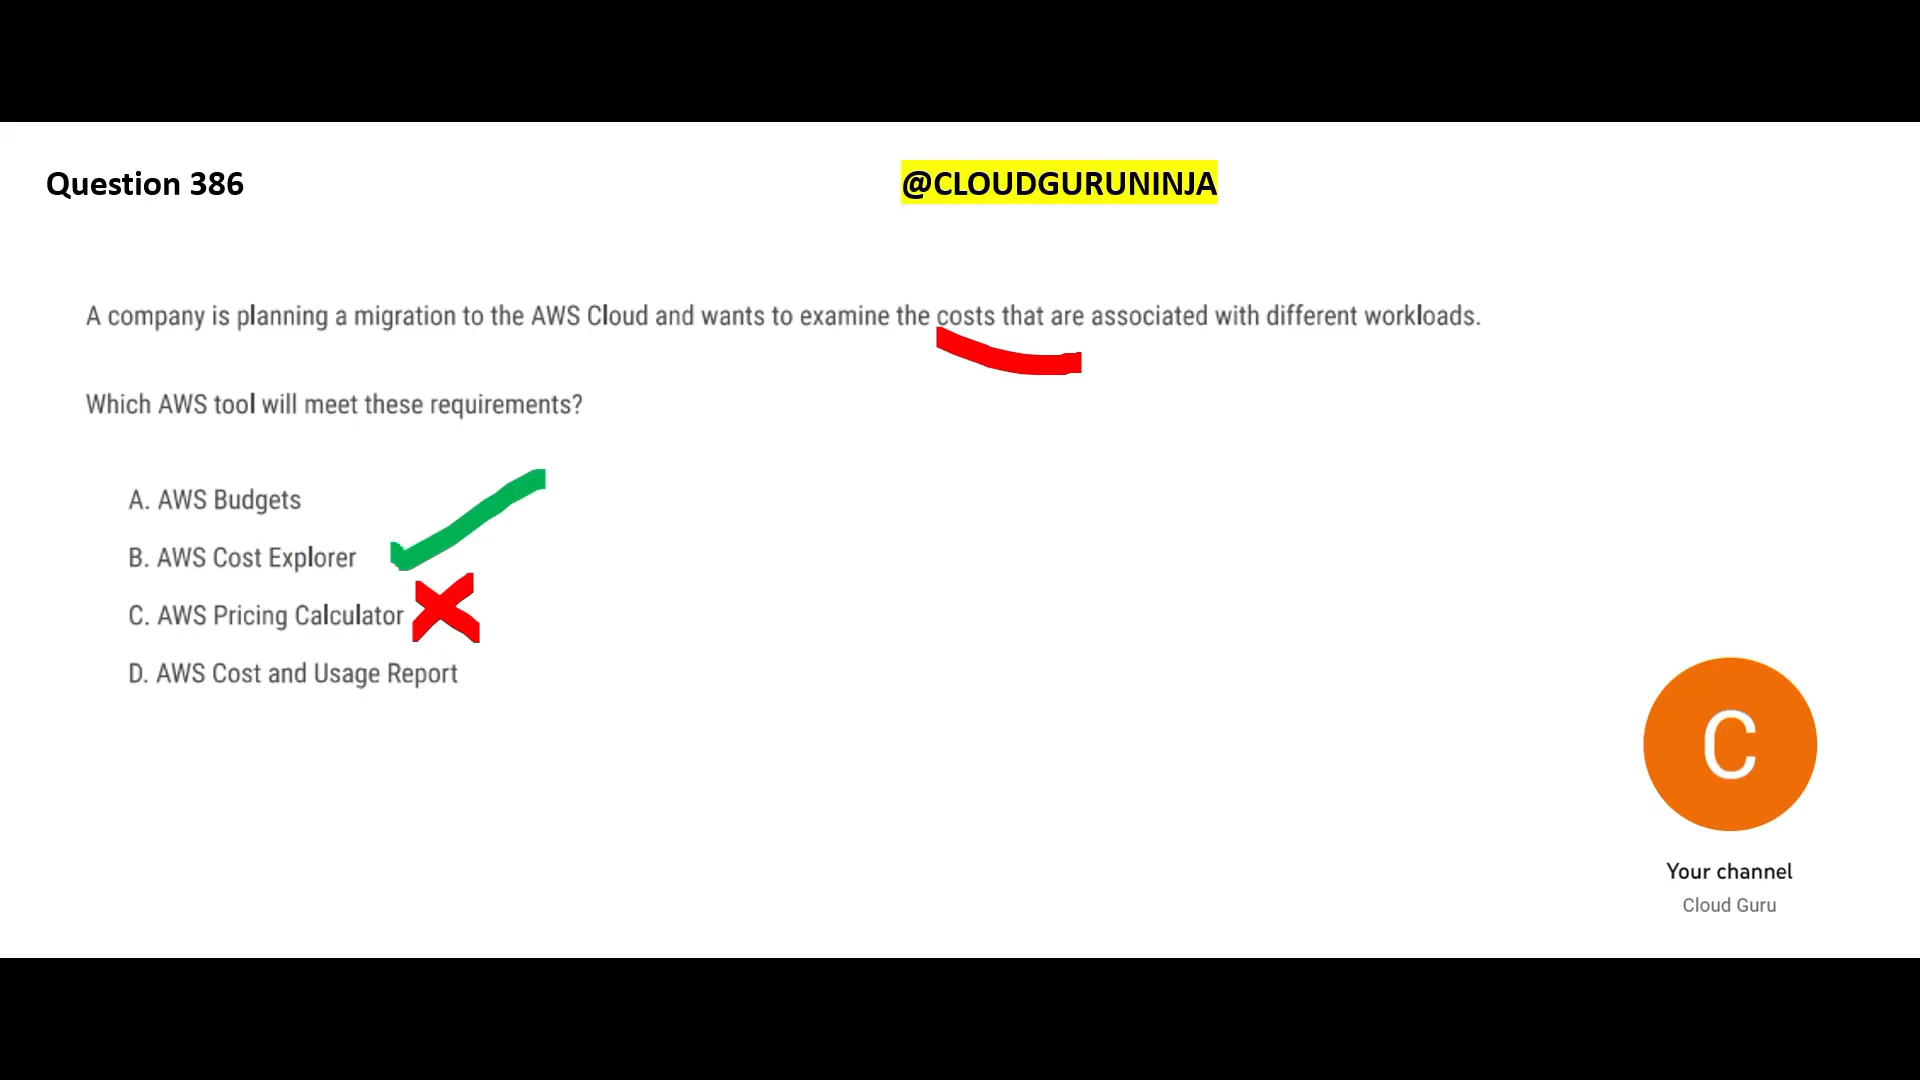 Question 386
@CLOUDGURUNINJA
A company is planning a migration to the AWS Cloud and wants to examine the costs that are associated with different workloads.
Which AWS tool will meet these requirements?
A. AWS Budgets
B. AWS Cost Explorer
C. AWS Pricing Calculator
D. AWS Cost and Usage Report
C
Your channel
Cloud Guru